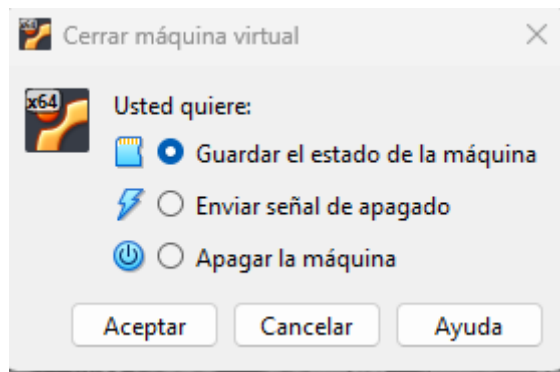 Cerrar máquina virtual
x64
Usted quiere:
Guardar el estado de la máquina
Enviar señal de apagado
Apagar la máquina
Aceptar Cancelar Ayuda